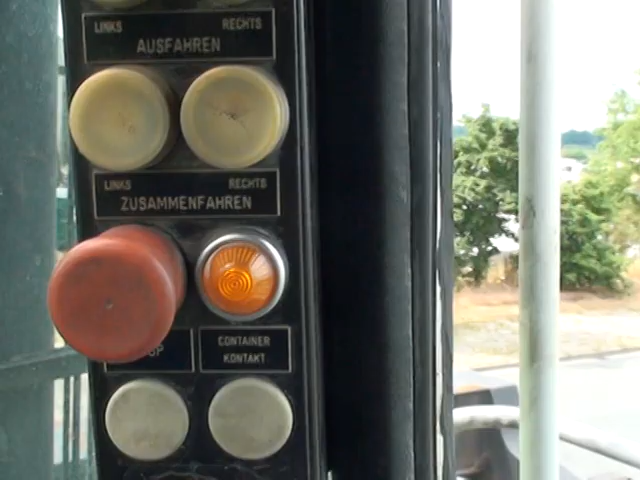 LINKS RECHTS
AUSFAHREN
LINKS RECHTS
ZUSAMMENFAHREN
CONTAINER
KONTAKT